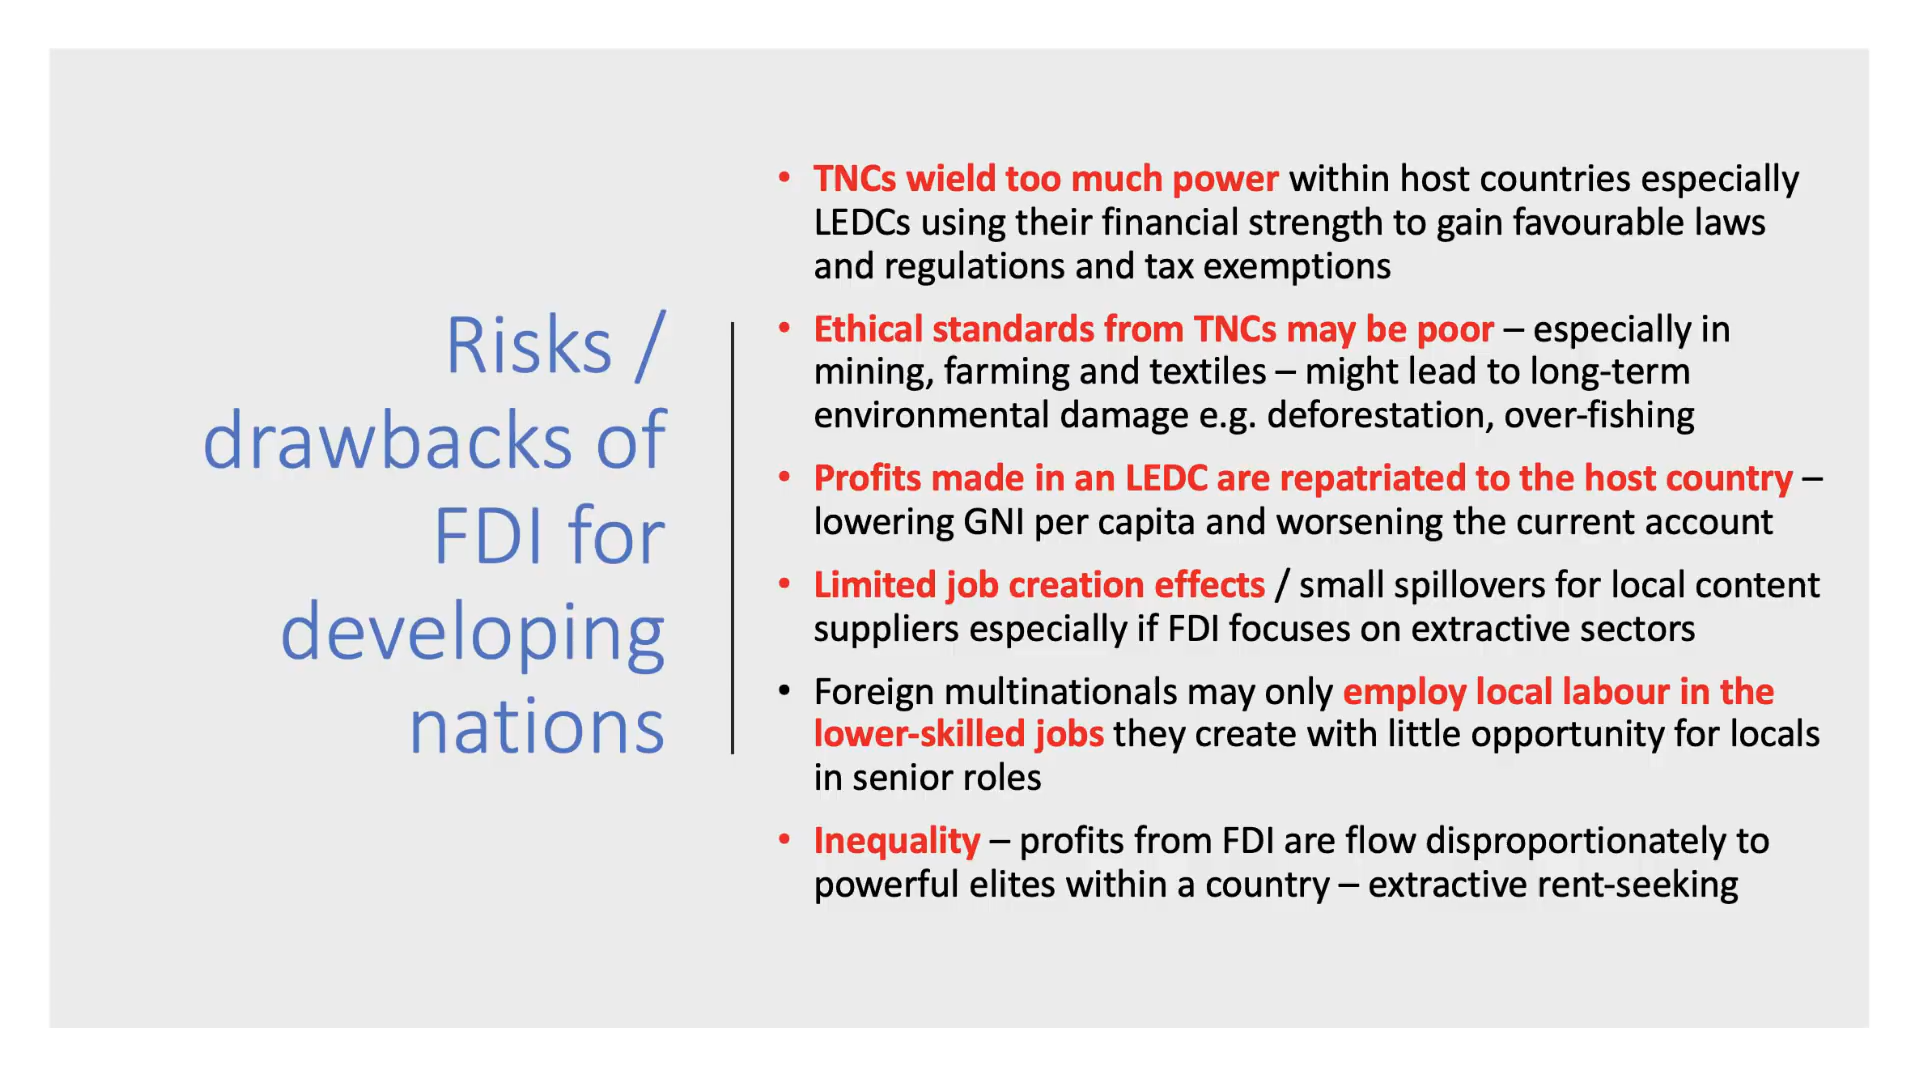 Risks /
drawbacks of
FDI for
developing
nations
• TNCs wield too much power within host countries especially
LEDCs using their financial strength to gain favourable laws
and regulations and tax exemptions
• Ethical standards from TNCs may be poor – especially in
mining, farming and textiles – might lead to long-term
environmental damage e.g. deforestation, over-fishing
• Profits made in an LEDC are repatriated to the host country –
lowering GNI per capita and worsening the current account
• Limited job creation effects / small spillovers for local content
suppliers especially if FDI focuses on extractive sectors
• Foreign multinationals may only employ local labour in the
lower-skilled jobs they create with little opportunity for locals
in senior roles
• Inequality – profits from FDI are flow disproportionately to
powerful elites within a country – extractive rent-seeking